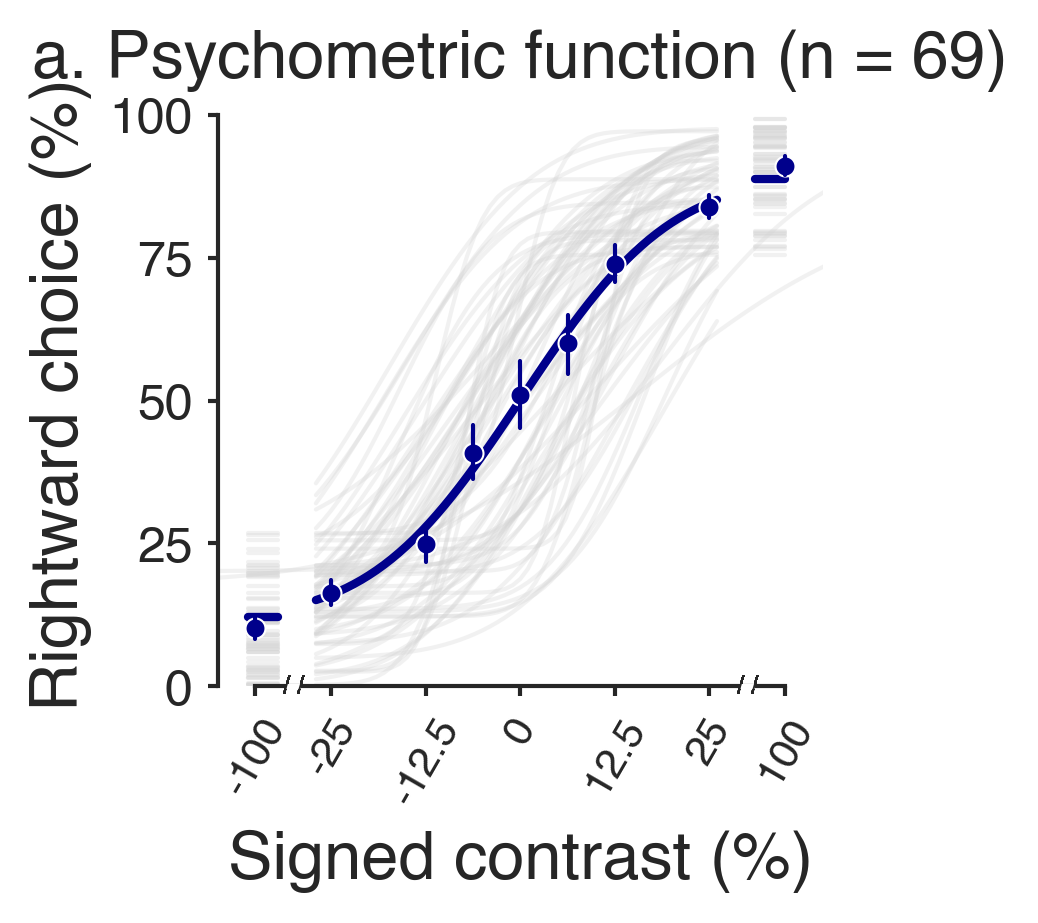 a. Psychometric function (n = 69)
Rightward choice (%)
100
75
50
25
0
-100 -25 -12.5 0 12.5 25 100
Signed contrast (%)